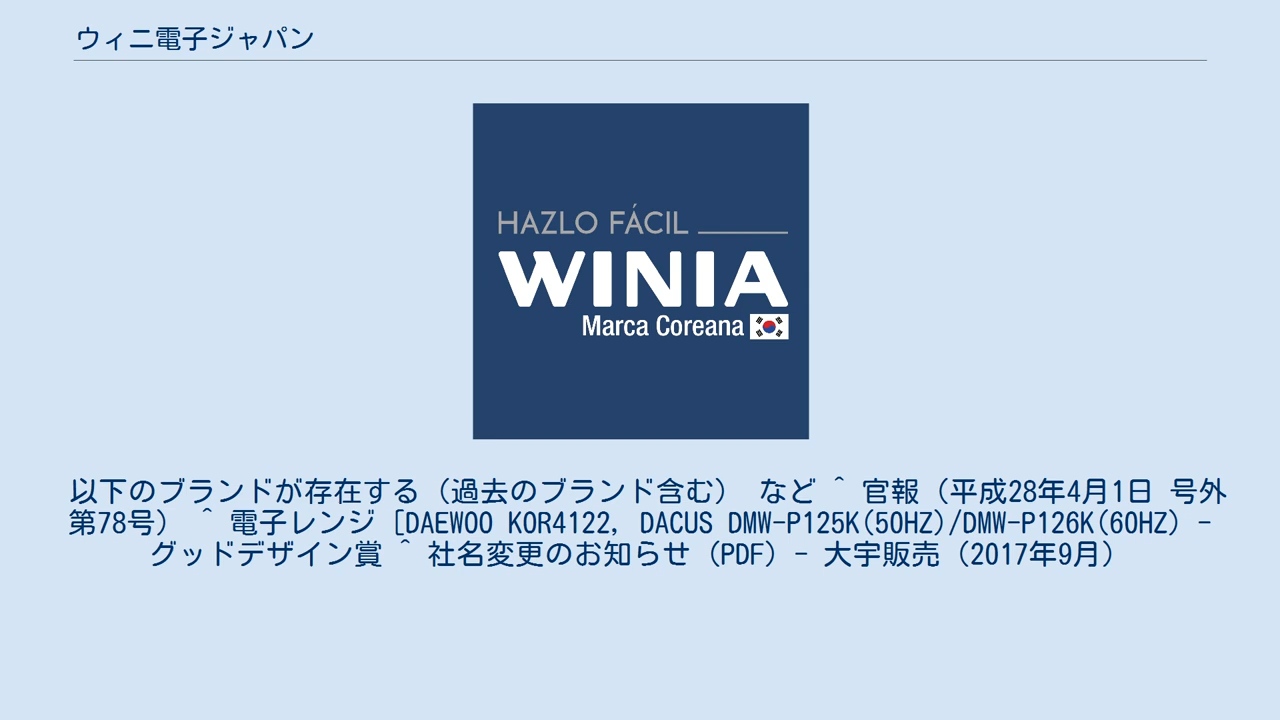 ウィニ電子ジャパン
HAZLO FÁCIL
WINIA
Marca Coreana
以下のブランドが存在する（過去のブランド含む） など ^ 官報（平成28年4月1日 号外
第78号） ^ 電子レンジ [DAEWOO KOR4122, DACUS DMW-P125K(50HZ)/DMW-P126K(60HZ) -
グッドデザイン賞 ^ 社名変更のお知らせ（PDF）- 大宇販売（2017年9月）